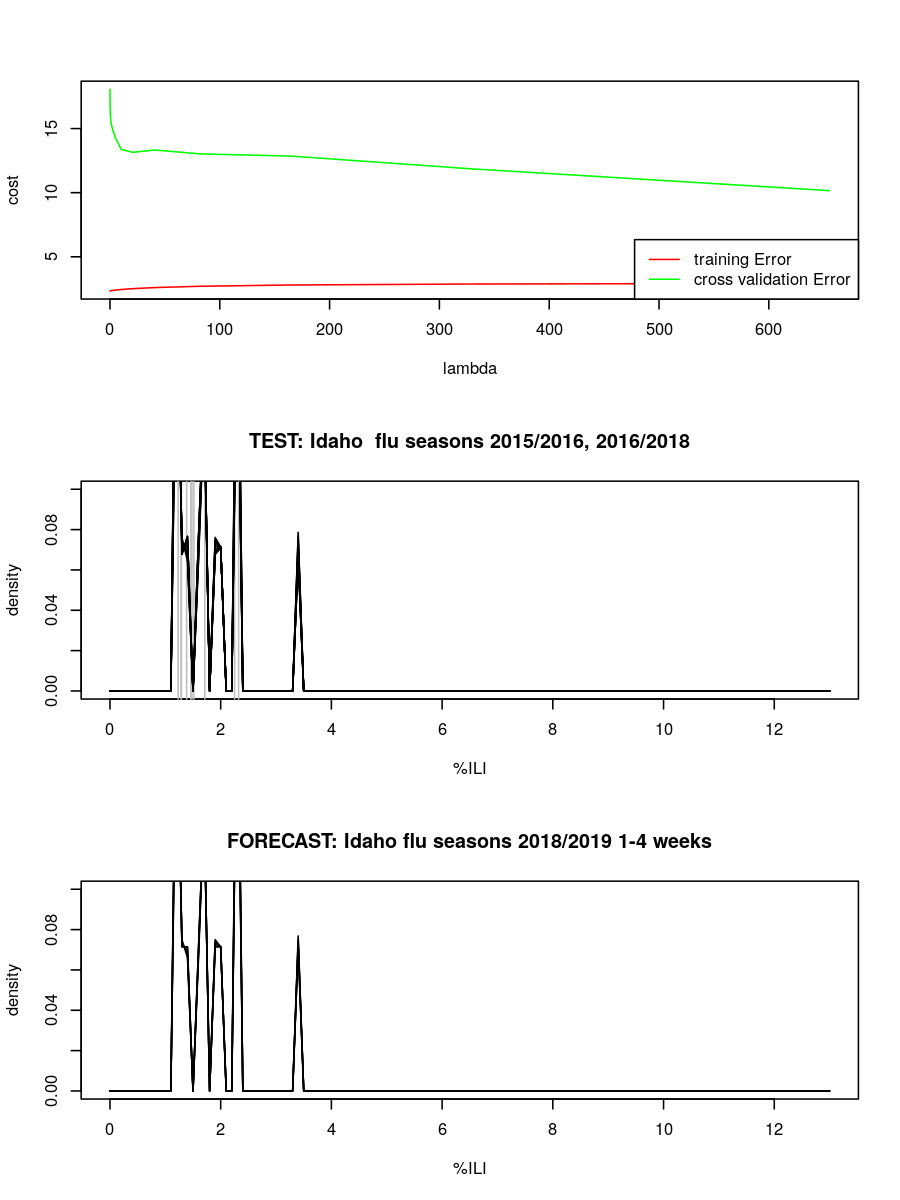 cost
15
10
5
training Error
cross validation Error
0 100 200 300 400 500 600
lambda
TEST: Idaho  flu seasons 2015/2016, 2016/2018
density
0.08
0.04
0.00
0 2 4 6 8 10 12
%ILI
FORECAST: Idaho flu seasons 2018/2019 1-4 weeks
density
0.08
0.04
0.00
0 2 4 6 8 10 12
%ILI